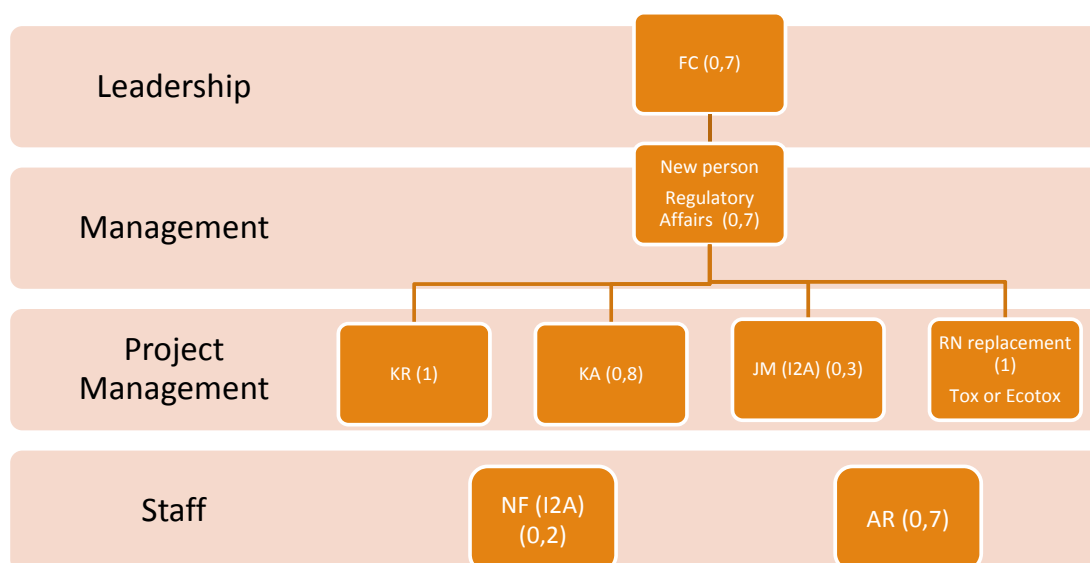 Leadership
FC (0,7)
Management
New person
Regulatory
Affairs (0,7)
Project
Management
KR (1)
KA (0,8)
JM (I2A) (0,3)
RN replacement
(1)
Tox or Ecotox
Staff
NF (I2A)
(0,2)
AR (0,7)